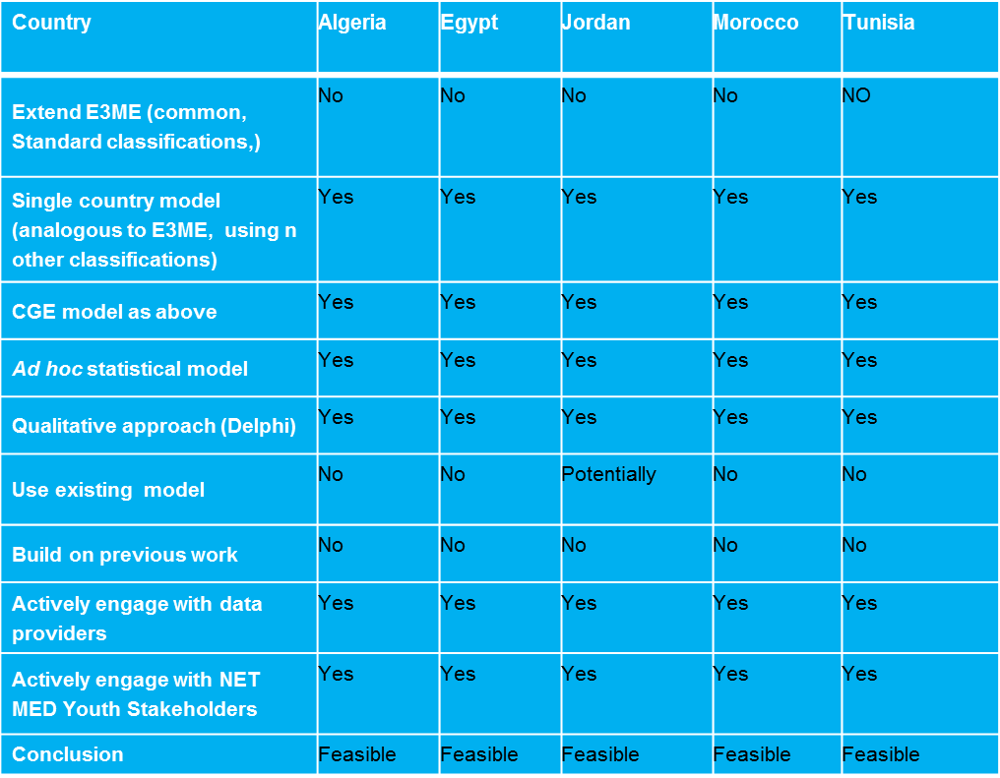 Country Algeria Egypt Jordan Morocco Tunisia
Extend E3ME (common, No No No No NO
Standard classifications,)
Single country model Yes Yes Yes Yes Yes
(analogous to E3ME, using n
other classifications)
CGE model as above Yes Yes Yes Yes Yes
Ad hoc statistical model Yes Yes Yes Yes Yes
Qualitative approach (Delphi) Yes Yes Yes Yes Yes
Use existing model No No Potentially No No
Build on previous work No No No No No
Actively engage with data Yes Yes Yes Yes Yes
providers
Actively engage with NET Yes Yes Yes Yes Yes
MED Youth Stakeholders
Conclusion Feasible Feasible Feasible Feasible Feasible